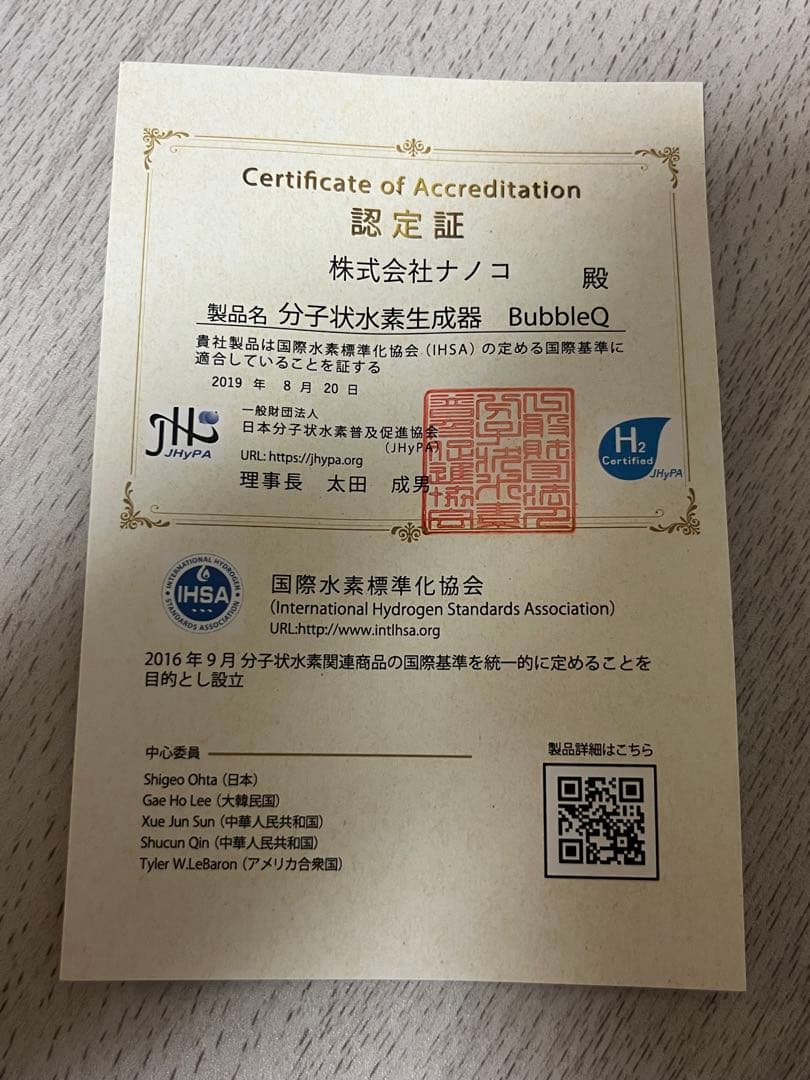 Certificate of Accreditation
認定証
株式会社ナノコ 殿
製品名 分子状水素生成器 BubbleQ
貴社製品は国際水素標準化協会(IHSA)の定める国際基準に
適合していることを証する
2019 年 8 月 20 日
JHyPA
一般財団法人
日本分子状水素普及促進協会
(JHyPA)
URL: https://jhypa.org
理事長 太田 成男
H2
Certified
JHyPA
INTERNATIONAL HYDROGEN
IHSA
STANDARDS ASSOCIATION
国際水素標準化協会
(International Hydrogen Standards Association)
URL:http://www.intlhsa.org
2016 年 9 月 分子状水素関連商品の国際基準を統一的に定めることを
目的とし設立
中心委員
Shigeo Ohta (日本)
Gae Ho Lee (大韓民国)
Xue Jun Sun (中華人民共和国)
Shucun Qin (中華人民共和国)
Tyler W.LeBaron (アメリカ合衆国)
製品詳細はこちら